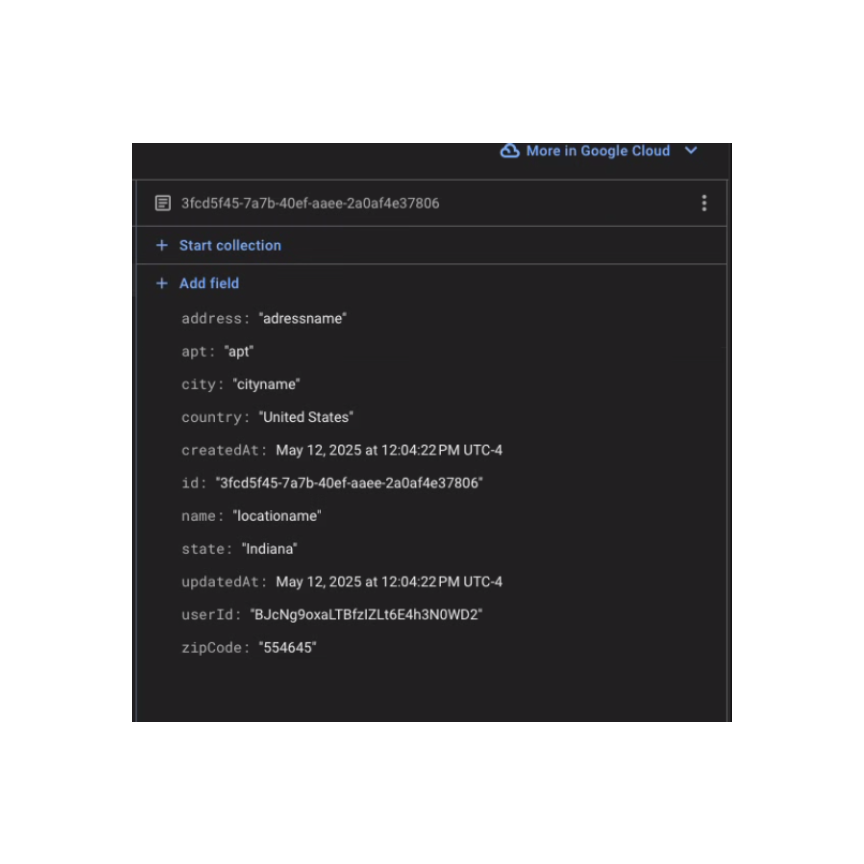 More in Google Cloud
3fcd5f45-7a7b-40ef-aaee-2a0af4e37806
+ Start collection
+ Add field
address: "adressname"
apt: "apt"
city: "cityname"
country: "United States"
createdAt: May 12, 2025 at 12:04:22 PM UTC-4
id: "3fcd5f45-7a7b-40ef-aaee-2a0af4e37806"
name: "locationame"
state: "Indiana"
updatedAt: May 12, 2025 at 12:04:22 PM UTC-4
userId: "BJcNg9oxaLTBfzIZLt6E4h3N0WD2"
zipCode: "554645"